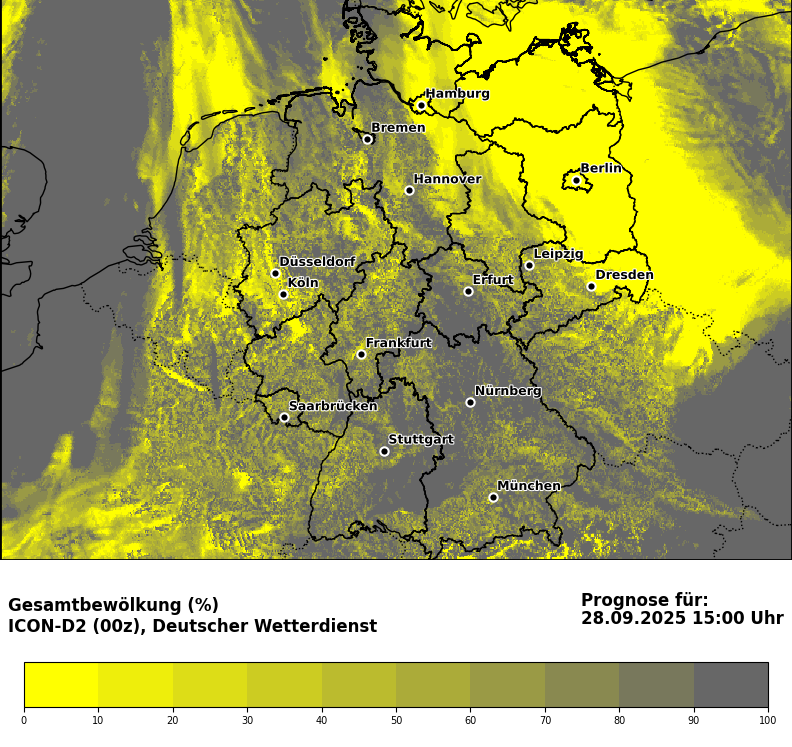 Hamburg
Bremen
Berlin
Hannover
Leipzig
Düsseldorf
Dresden
Köln
Erfurt
Frankfurt
Nürnberg
Saarbrücken
Stuttgart
München
Gesamtbewölkung (%)
ICON-D2 (00z), Deutscher Wetterdienst
Prognose für:
28.09.2025 15:00 Uhr
0 10 20 30 40 50 60 70 80 90 100